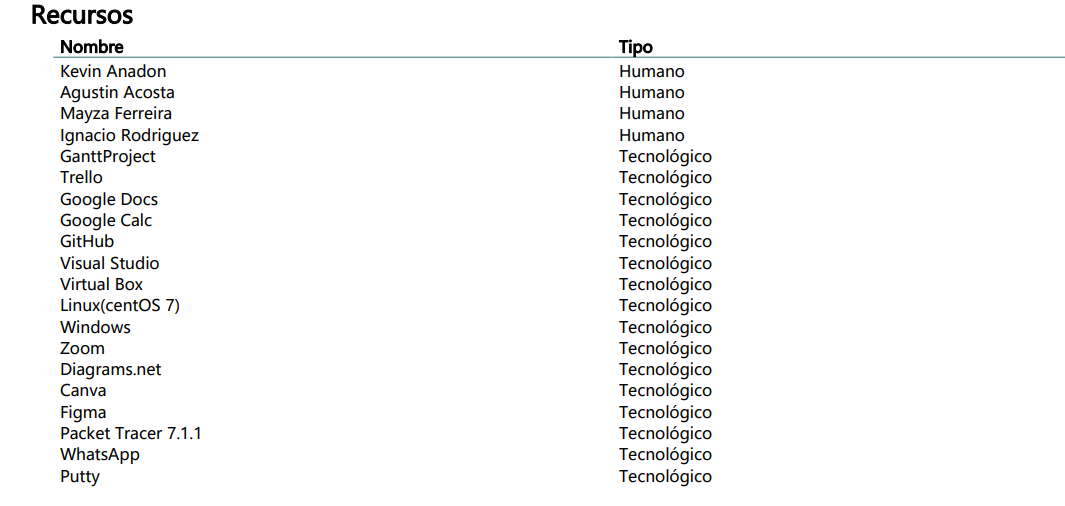 Recursos
Nombre Tipo
Kevin Anadon Humano
Agustin Acosta Humano
Mayza Ferreira Humano
Ignacio Rodriguez Humano
GanttProject Tecnológico
Trello Tecnológico
Google Docs Tecnológico
Google Calc Tecnológico
GitHub Tecnológico
Visual Studio Tecnológico
Virtual Box Tecnológico
Linux(centOS 7) Tecnológico
Windows Tecnológico
Zoom Tecnológico
Diagrams.net Tecnológico
Canva Tecnológico
Figma Tecnológico
Packet Tracer 7.1.1 Tecnológico
WhatsApp Tecnológico
Putty Tecnológico